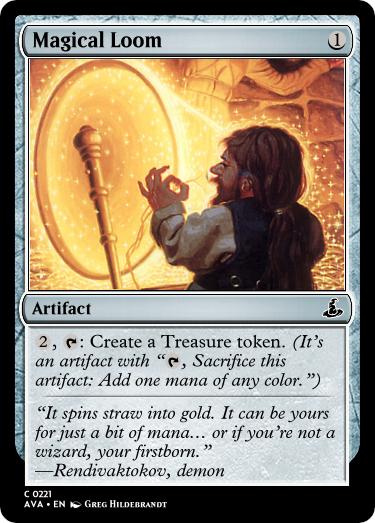 Magical Loom 1
Artifact
2, T: Create a Treasure token. (It's
an artifact with “T, Sacrifice this
artifact: Add one mana of any color.”)
“It spins straw into gold. It can be yours
for just a bit of mana... or if you're not a
wizard, your firstborn.”
—Rendivaktokov, demon
C 0221
AVA • EN Greg Hildebrandt